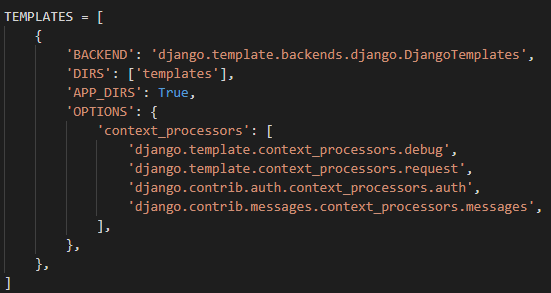 TEMPLATES = [
    {
        'BACKEND': 'django.template.backends.django.DjangoTemplates',
        'DIRS': ['templates'],
        'APP_DIRS': True,
        'OPTIONS': {
            'context_processors': [
                'django.template.context_processors.debug',
                'django.template.context_processors.request',
                'django.contrib.auth.context_processors.auth',
                'django.contrib.messages.context_processors.messages',
            ],
        },
    },
]